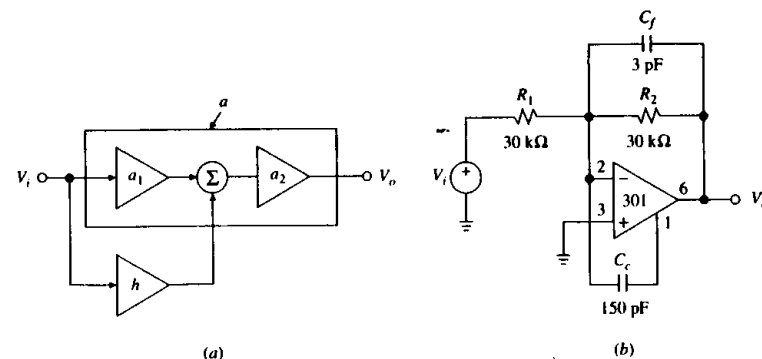 a
V_i
a_1
Σ
a_2
V_o
h
(a)
C_f
3 pF
R_1
R_2
30 kΩ
30 kΩ
V_i
+
2
−
6
301
3
+
1
C_c
150 pF
(b)